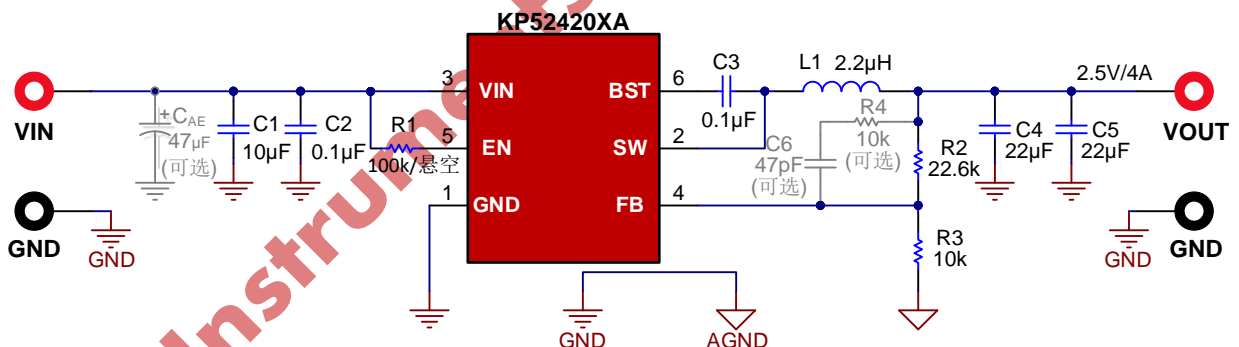 KP52420XA
VIN
GND
GND
+
C_AE
47µF
(可选)
C1
10µF
C2
0.1µF
R1
100k/悬空
3
5
1
VIN
EN
GND
BST
SW
FB
6
2
4
C3
0.1µF
L1
2.2µH
R4
10k
(可选)
C6
47pF
(可选)
R2
22.6k
R3
10k
C4
22µF
C5
22µF
2.5V/4A
VOUT
GND
GND
GND
AGND
Instruments